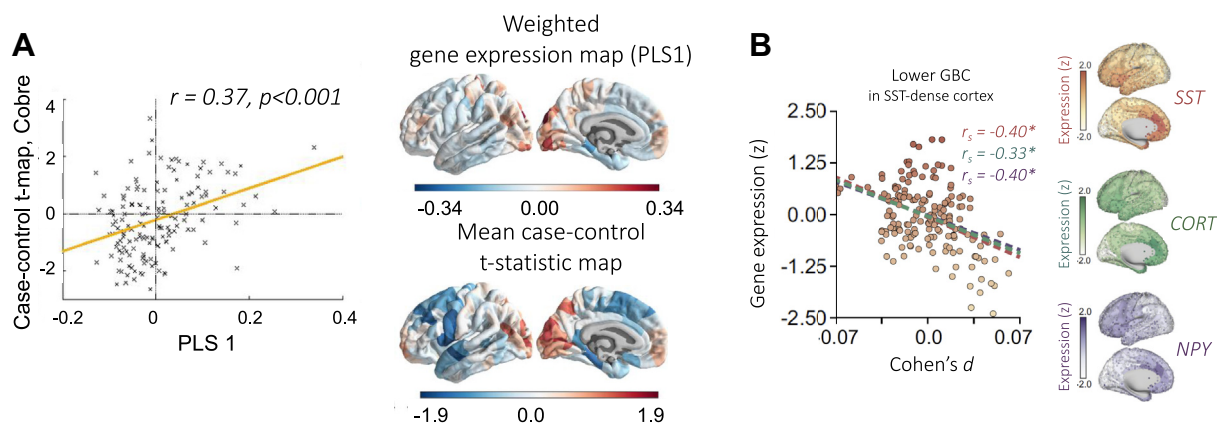 A
Case-control t-map, Cobre
4
2
0
-2
r = 0.37, p<0.001
-0.2
0
0.2
0.4
PLS 1
Weighted
gene expression map (PLS1)
-0.34
0.00
0.34
Mean case-control
t-statistic map
-1.9
0.0
1.9
B
Lower GBC
in SST-dense cortex
Gene expression (z)
2.50
1.25
0.00
-1.25
-2.50
rs = -0.40*
rs = -0.33*
rs = -0.40*
-0.07
0.0
0.07
Cohen's d
Expression (z)
2.0
-2.0
SST
Expression (z)
2.0
-2.0
CORT
Expression (z)
2.0
-2.0
NPY